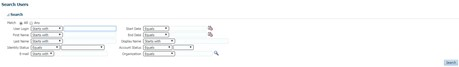 Search Users
Search
Match All Any
User Login Starts with Start Date Equals
First Name Starts with End Date Equals
Last Name Starts with Display Name Starts with
Identity Status Equals Account Status Equals
E-mail Starts with Organization Equals
Search